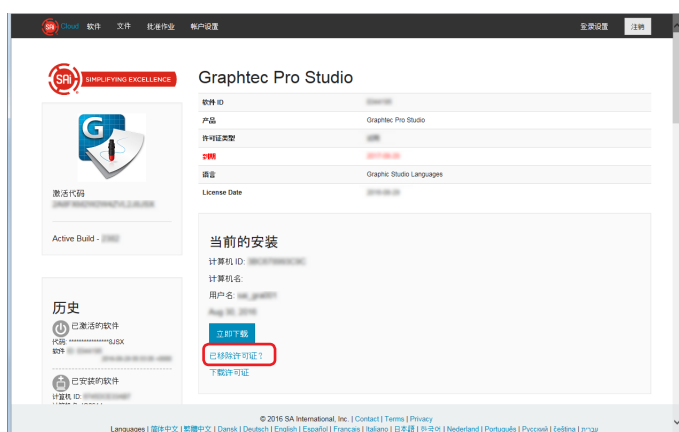 SAi Cloud 软件 文件 批准作业 帐户设置 登录设置 注销
SAi SIMPLIFYING EXCELLENCE
Graphtec Pro Studio
软件 ID
产品 Graphtec Pro Studio
许可证类型
到期
语言 Graphic Studio Languages
License Date
G
激活代码
Active Build -
当前的安装
计算机 ID:
计算机名:
用户名:
Aug 30, 2016
立即下载
已移除许可证？
下载许可证
历史
已激活的软件
代码: ****************8JSX
软件
已安装的软件
计算机 ID:
© 2016 SA International, Inc. | Contact | Terms | Privacy
Languages | 简体中文 | 繁體中文 | Dansk | Deutsch | English | Español | Français | Italiano | 日本語 | 한국어 | Nederland | Português | Русский | čeština | עברית